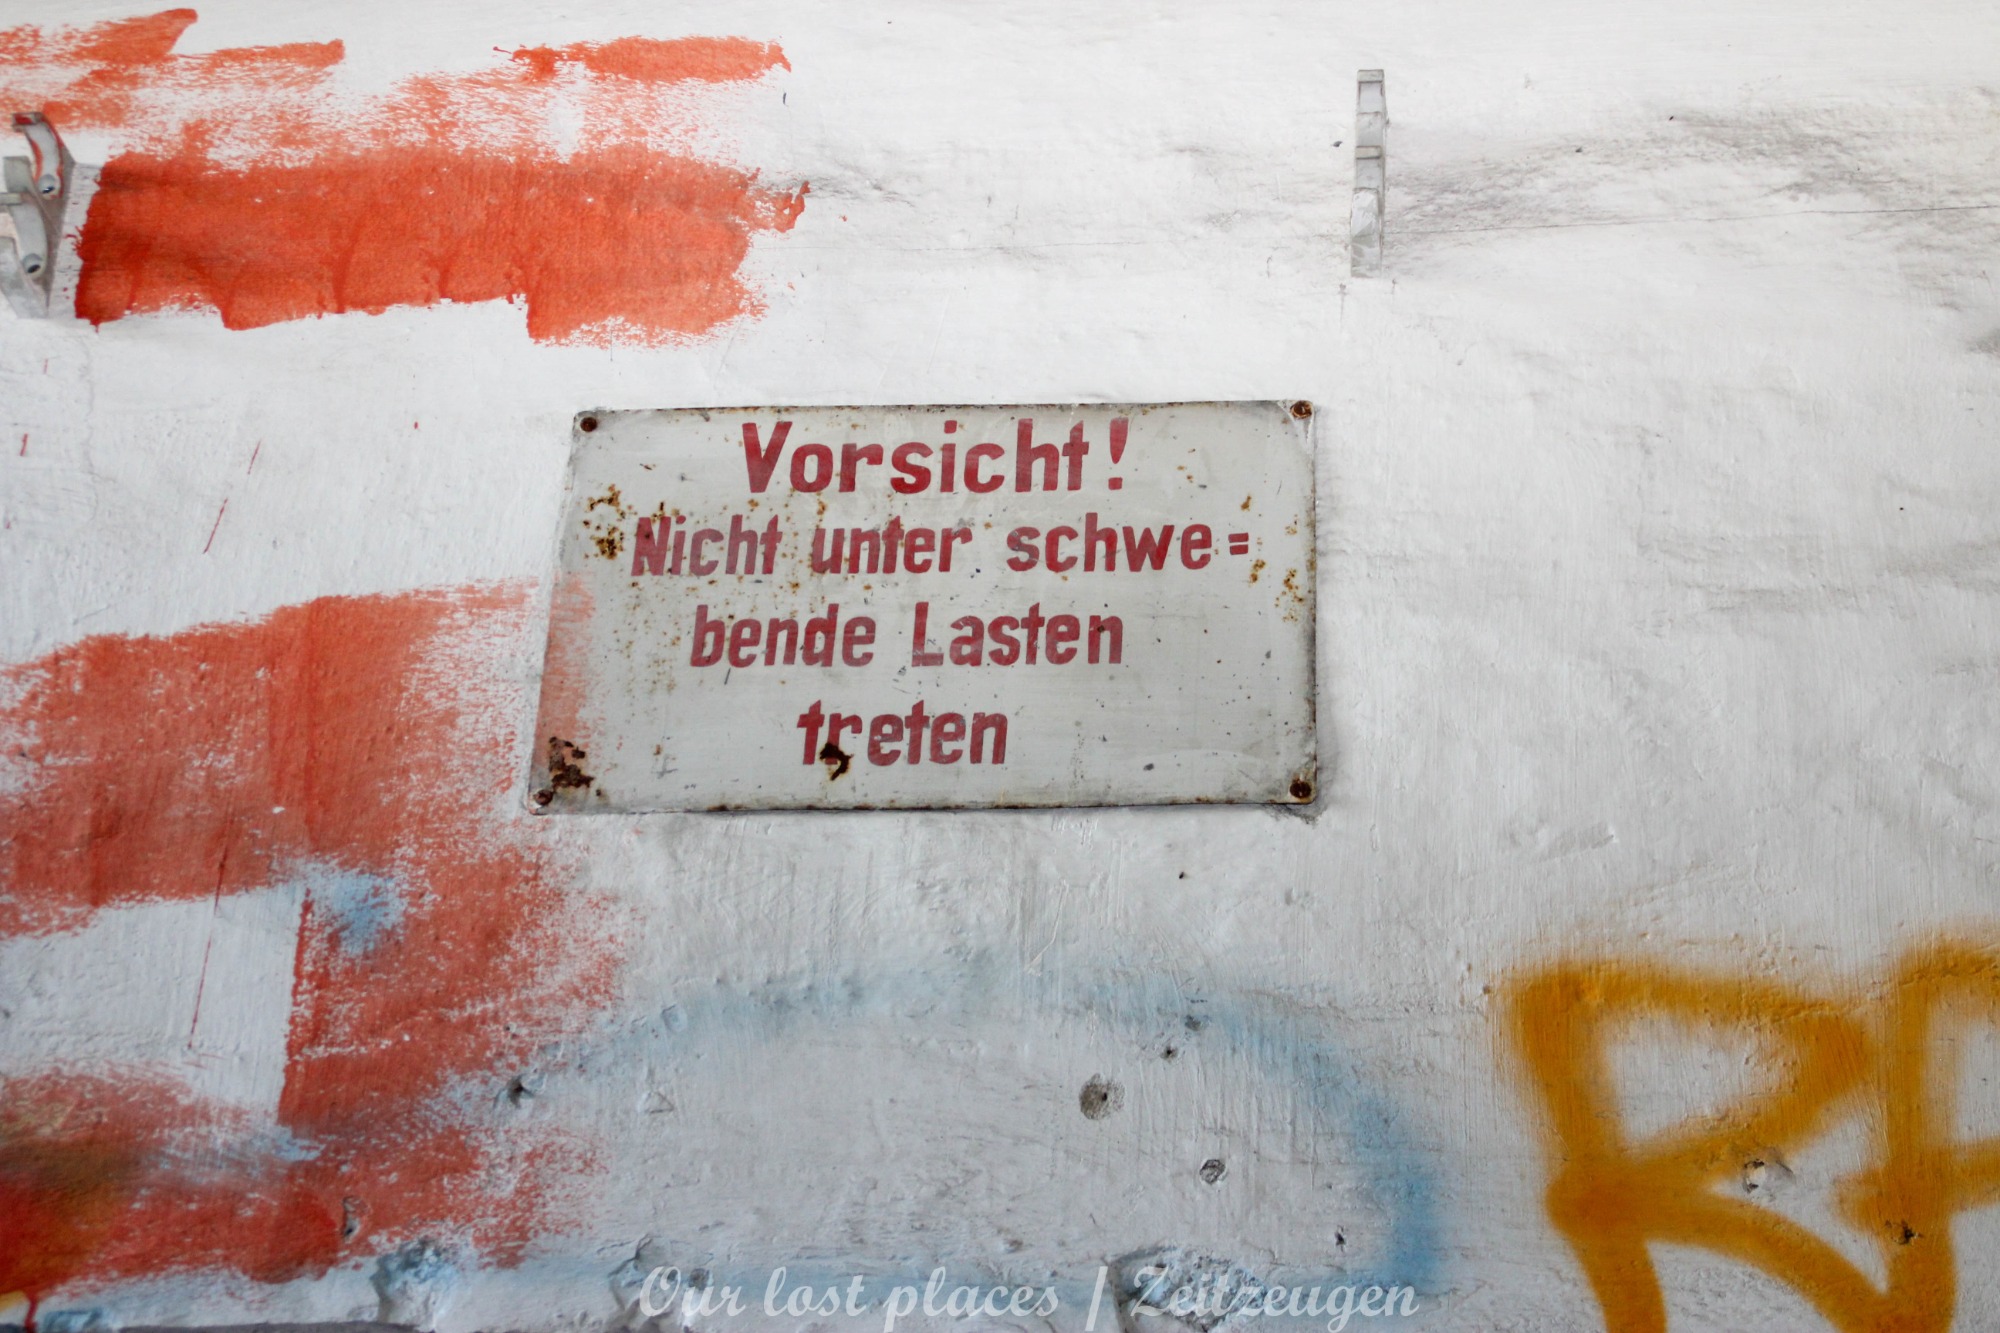 Vorsicht!
Nicht unter schwe=
bende Lasten
treten
Our lost places | Zeitzeugen